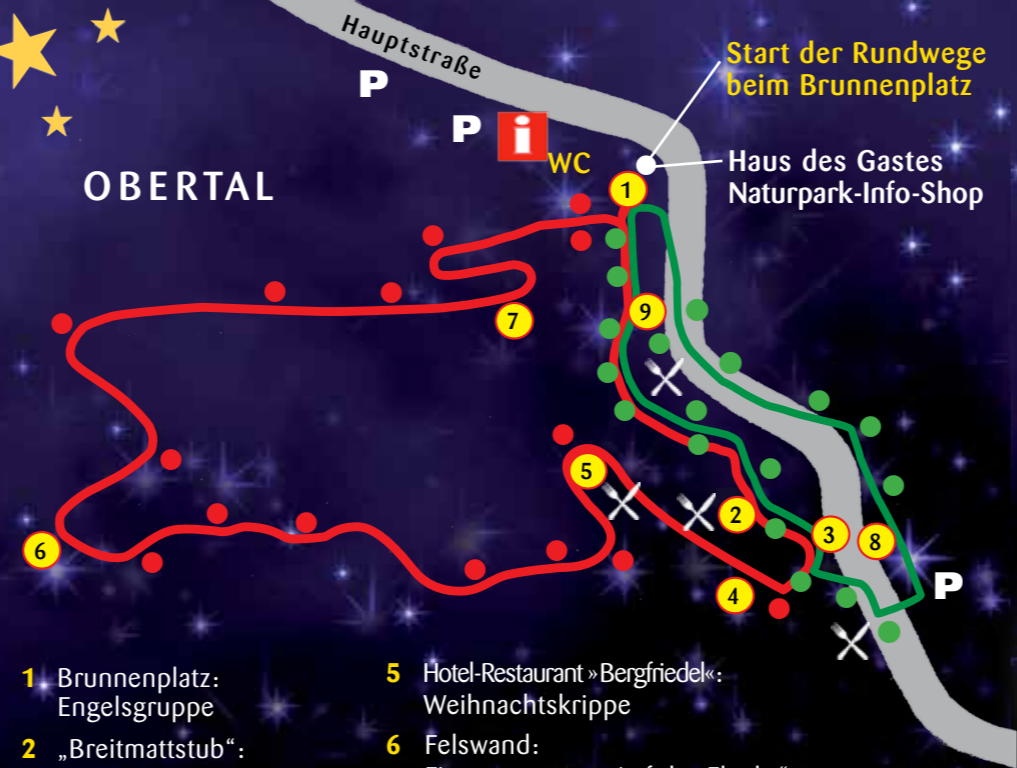 Hauptstraße
P
P
i
WC
Start der Rundwege
beim Brunnenplatz
Haus des Gastes
Naturpark-Info-Shop
OBERTAL
1
9
7
5
2
3
8
6
4
P
1 Brunnenplatz:
Engelsgruppe
2 „Breitmattstub“:
5 Hotel-Restaurant »Bergfriedel«:
Weihnachtskrippe
6 Felswand: